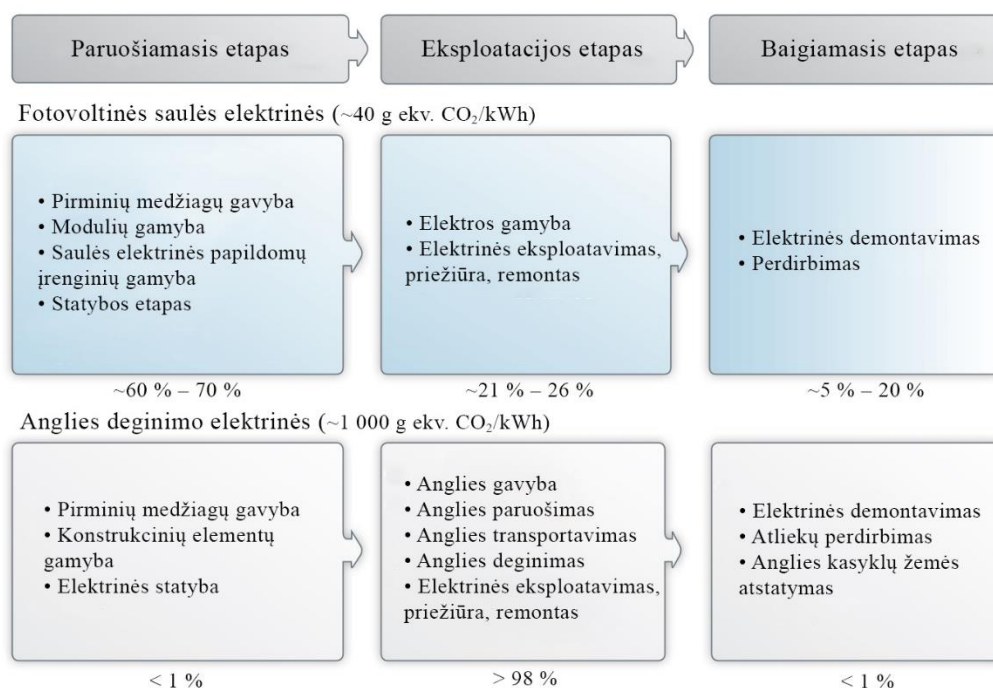 Paruošiamasis etapas
Eksploatacijos etapas
Baigiamasis etapas
Fotovoltinės saulės elektrinės (~40 g ekv. CO₂/kWh)
• Pirminių medžiagų gavyba
• Modulių gamyba
• Saulės elektrinės papildomų
įrenginių gamyba
• Statybos etapas
• Elektros gamyba
• Elektrinės eksploatavimas,
priežiūra, remontas
• Elektrinės demontavimas
• Perdirbimas
~60 % – 70 %
~21 % – 26 %
~5 % – 20 %
Anglies deginimo elektrinės (~1 000 g ekv. CO₂/kWh)
• Pirminių medžiagų gavyba
• Konstrukcinių elementų
gamyba
• Elektrinės statyba
• Anglies gavyba
• Anglies paruošimas
• Anglies transportavimas
• Anglies deginimas
• Elektrinės eksploatavimas,
priežiūra, remontas
• Elektrinės demontavimas
• Atliekų perdirbimas
• Anglies kasyklų žemės
atstatymas
< 1 %
> 98 %
< 1 %